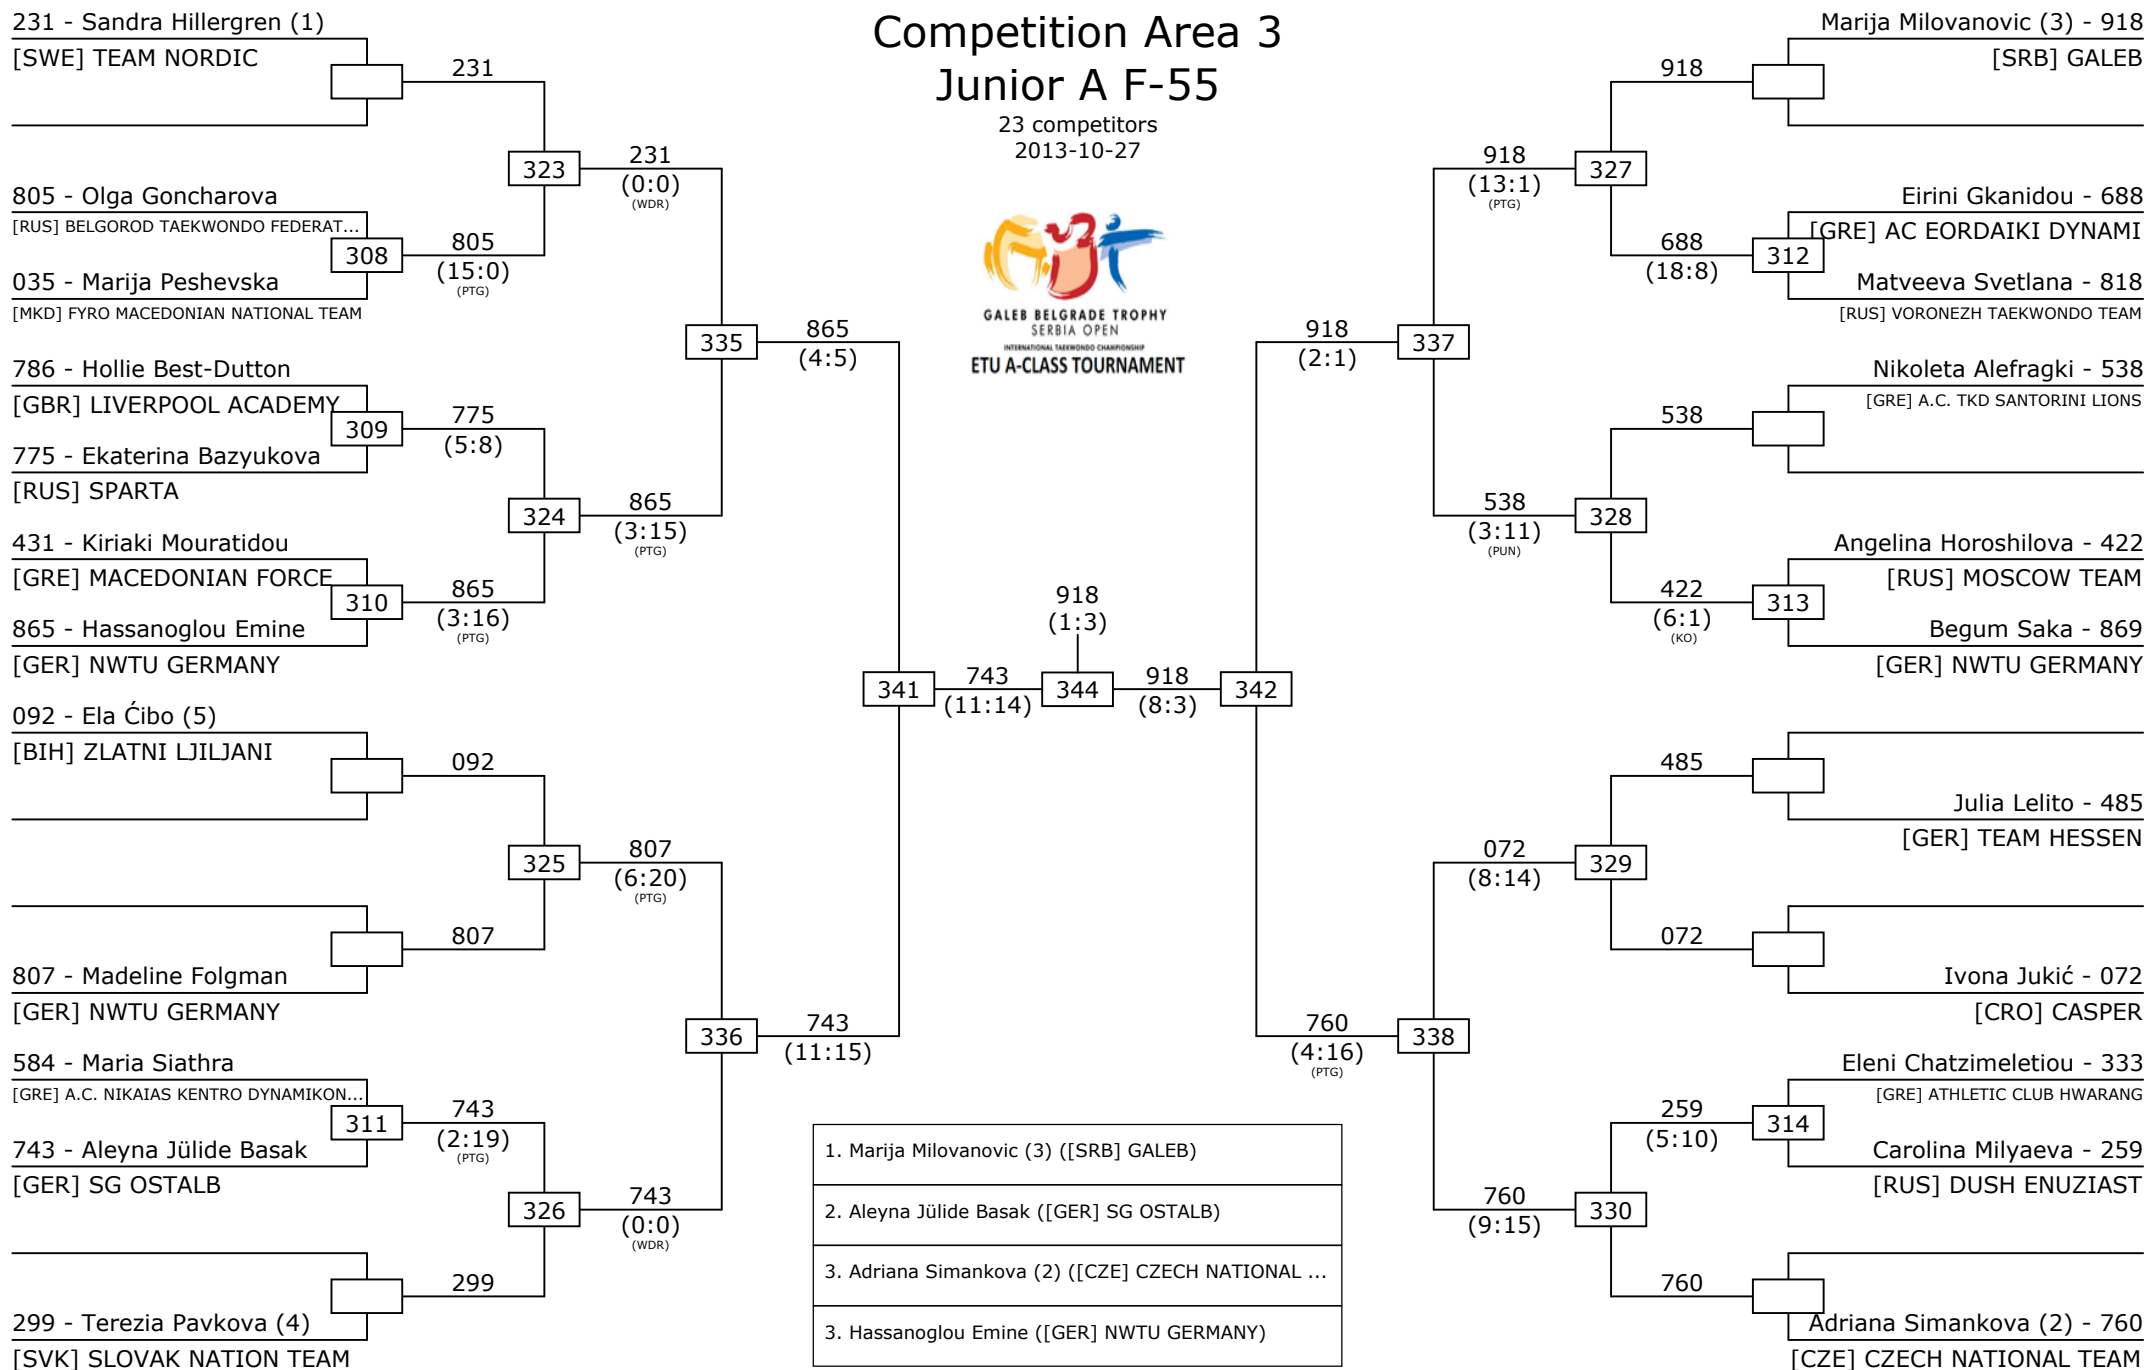 Competition Area 3
Junior A F-55
23 competitors
2013-10-27
GALEB BELGRADE TROPHY
SERBIA OPEN
INTERNATIONAL TAEKWONDO CHAMPIONSHIP
ETU A-CLASS TOURNAMENT
231 - Sandra Hillergren (1)
[SWE] TEAM NORDIC
805 - Olga Goncharova
[RUS] BELGOROD TAEKWONDO FEDERAT...
035 - Marija Peshevska
[MKD] FYRO MACEDONIAN NATIONAL TEAM
786 - Hollie Best-Dutton
[GBR] LIVERPOOL ACADEMY
775 - Ekaterina Bazyukova
[RUS] SPARTA
431 - Kiriaki Mouratidou
[GRE] MACEDONIAN FORCE
865 - Hassanoglou Emine
[GER] NWTU GERMANY
092 - Ela Ćibo (5)
[BIH] ZLATNI LJILJANI
807 - Madeline Folgman
[GER] NWTU GERMANY
584 - Maria Siathra
[GRE] A.C. NIKAIAS KENTRO DYNAMIKON...
743 - Aleyna Jülide Basak
[GER] SG OSTALB
299 - Terezia Pavkova (4)
[SVK] SLOVAK NATION TEAM
308
309
310
311
231
805
(15:0)
(PTG)
775
(5:8)
865
(3:16)
(PTG)
092
807
743
(2:19)
(PTG)
299
323
324
325
326
231
(0:0)
(WDR)
865
(3:15)
(PTG)
807
(6:20)
(PTG)
743
(0:0)
(WDR)
335
336
865
(4:5)
743
(11:15)
341
743
(11:14)
344
918
(1:3)
918
(8:3)
342
918
(2:1)
760
(4:16)
(PTG)
337
338
918
(13:1)
(PTG)
538
(3:11)
(PUN)
072
(8:14)
760
(9:15)
327
328
329
330
918
688
(18:8)
538
422
(6:1)
(KO)
485
072
259
(5:10)
760
312
313
314
Marija Milovanovic (3) - 918
[SRB] GALEB
Eirini Gkanidou - 688
[GRE] AC EORDAIKI DYNAMI
Matveeva Svetlana - 818
[RUS] VORONEZH TAEKWONDO TEAM
Nikoleta Alefragki - 538
[GRE] A.C. TKD SANTORINI LIONS
Angelina Horoshilova - 422
[RUS] MOSCOW TEAM
Begum Saka - 869
[GER] NWTU GERMANY
Julia Lelito - 485
[GER] TEAM HESSEN
Ivona Jukić - 072
[CRO] CASPER
Eleni Chatzimeletiou - 333
[GRE] ATHLETIC CLUB HWARANG
Carolina Milyaeva - 259
[RUS] DUSH ENUZIAST
Adriana Simankova (2) - 760
[CZE] CZECH NATIONAL TEAM
1. Marija Milovanovic (3) ([SRB] GALEB)
2. Aleyna Jülide Basak ([GER] SG OSTALB)
3. Adriana Simankova (2) ([CZE] CZECH NATIONAL ...
3. Hassanoglou Emine ([GER] NWTU GERMANY)